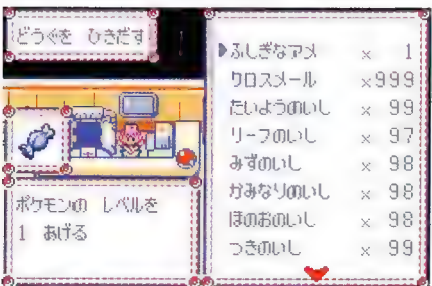 どうぐを ひきだす
ふしぎなアメ × 1
クロスメール ×999
たいようのいし × 99
リーフのいし × 97
みずのいし × 98
かみなりのいし × 98
ほのおのいし × 98
つきのいし × 99
ポケモンの レベルを
1 あげる